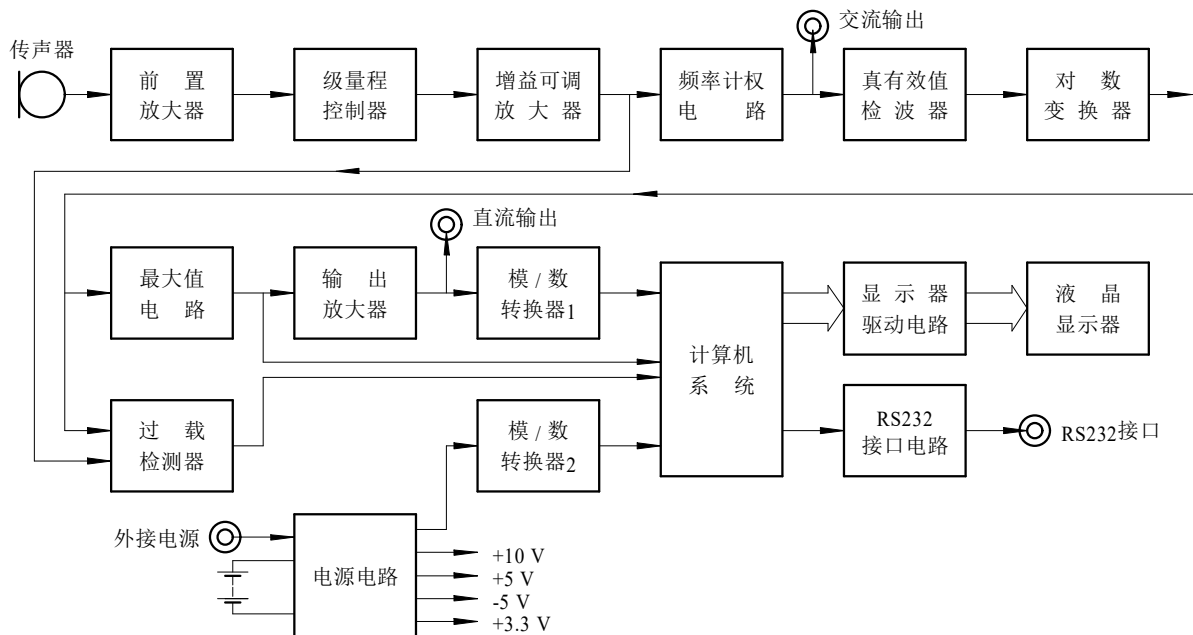 传声器
前置
放大器
级量程
控制器
增益可调
放大器
频率计权
电路
交流输出
真有效值
检波器
对数
变换器
最大值
电路
输出
放大器
直流输出
模/数
转换器1
计算机
系统
显示器
驱动电路
液晶
显示器
过载
检测器
模/数
转换器2
RS232
接口电路
RS232接口
外接电源
电源电路
+10 V
+5 V
-5 V
+3.3 V